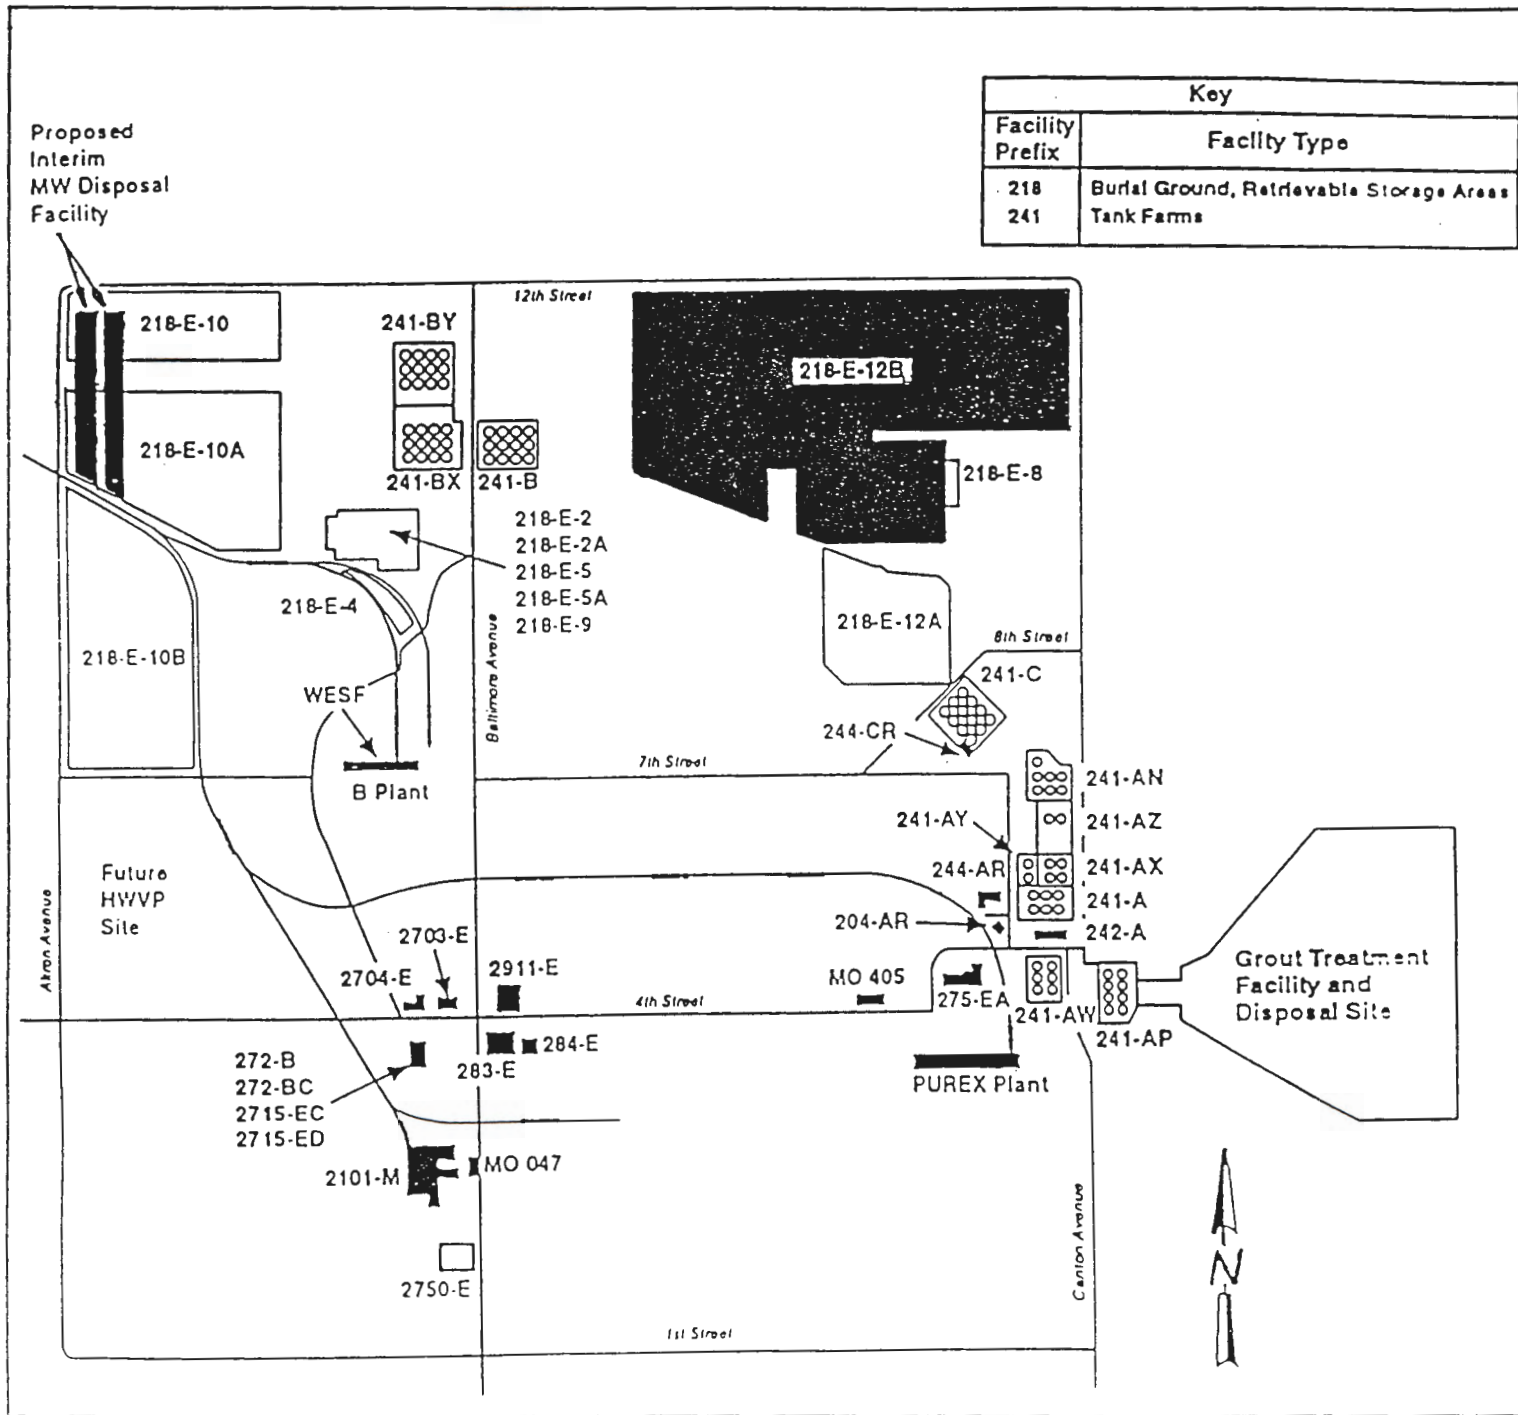 Key
Facility
Prefix
Facilty Type
218
Burial Ground, Retrievable Storage Areas
241
Tank Farms
Proposed
Interim
MW Disposal
Facility
12th Street
218-E-10
241-BY
218-E-12B
218-E-10A
241-BX
241-B
218-E-8
218-E-2
218-E-2A
218-E-5
218-E-5A
218-E-9
218-E-4
218-E-12A
8th Street
218-E-10B
Baltimore Avenue
241-C
WESF
244-CR
7th Street
B Plant
241-AN
241-AY
241-AZ
Future
HWVP
Site
244-AR
241-AX
241-A
204-AR
242-A
Akron Avenue
2703-E
2704-E
2911-E
MO 405
275-EA
4th Street
241-AW
241-AP
Grout Treatment
Facility and
Disposal Site
272-B
272-BC
2715-EC
2715-ED
283-E
284-E
PUREX Plant
2101-M
MO 047
2750-E
Canton Avenue
N
1st Street